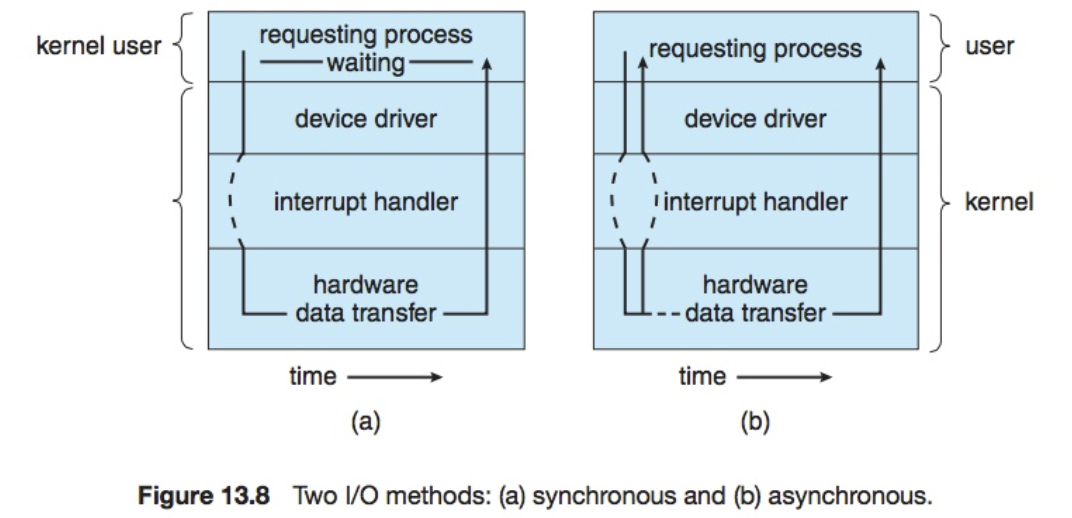 kernel user
requesting process
waiting
device driver
interrupt handler
hardware
data transfer
time
(a)
requesting process
user
device driver
interrupt handler
kernel
hardware
data transfer
time
(b)
Figure 13.8 Two I/O methods: (a) synchronous and (b) asynchronous.